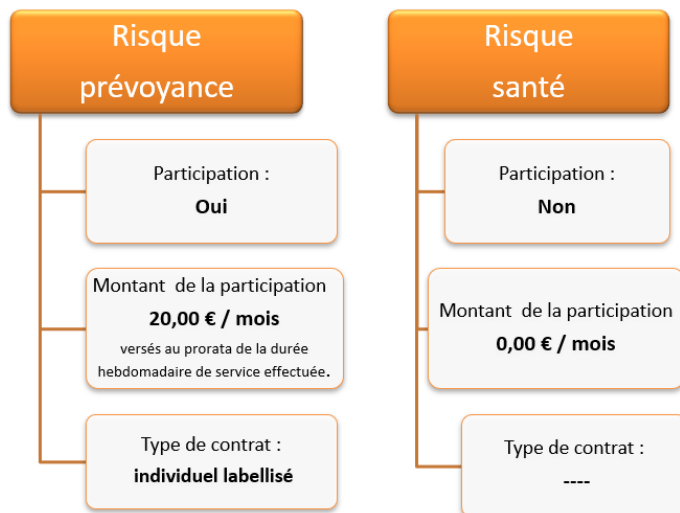 Risque
prévoyance
Participation :
Oui
Montant de la participation
20,00 € / mois
versés au prorata de la durée
hebdomadaire de service effectuée.
Type de contrat :
individuel labellisé
Risque
santé
Participation :
Non
Montant de la participation
0,00 € / mois
Type de contrat :
----